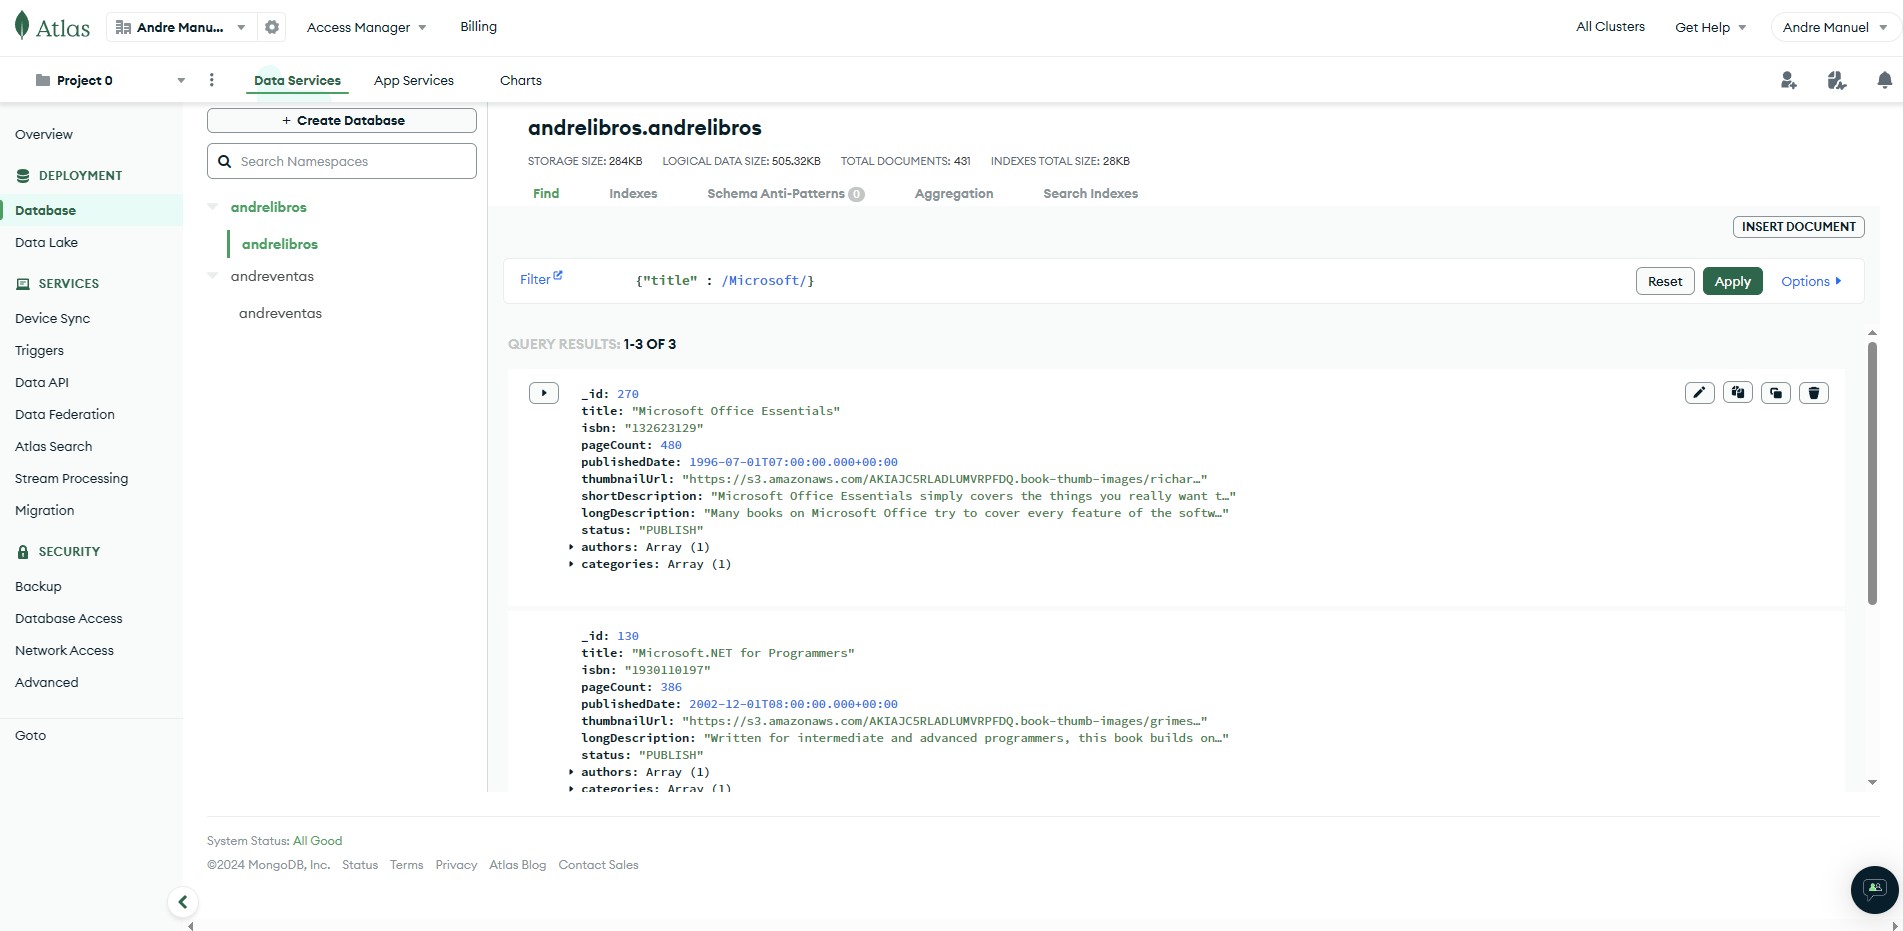 Atlas
Andre Manu...
Access Manager
Billing
All Clusters
Get Help
Andre Manuel
Project 0
Data Services
App Services
Charts
Overview
DEPLOYMENT
Database
Data Lake
SERVICES
Device Sync
Triggers
Data API
Data Federation
Atlas Search
Stream Processing
Migration
SECURITY
Backup
Database Access
Network Access
Advanced
Goto
+ Create Database
Search Namespaces
andrelibros
andrelibros
andreventas
andreventas
andrelibros.andrelibros
STORAGE SIZE: 284KB LOGICAL DATA SIZE: 505.32KB TOTAL DOCUMENTS: 431 INDEXES TOTAL SIZE: 28KB
Find Indexes Schema Anti-Patterns 0 Aggregation Search Indexes
INSERT DOCUMENT
Filter {"title" : /Microsoft/} Reset Apply Options
QUERY RESULTS: 1-3 OF 3
_id: 270
title: "Microsoft Office Essentials"
isbn: "132623129"
pageCount: 480
publishedDate: 1996-07-01T07:00:00.000+00:00
thumbnailUrl: "https://s3.amazonaws.com/AKIAJC5RLADLUMVRPFDQ.book-thumb-images/richar…"
shortDescription: "Microsoft Office Essentials simply covers the things you really want t…"
longDescription: "Many books on Microsoft Office try to cover every feature of the softw…"
status: "PUBLISH"
authors: Array (1)
categories: Array (1)
_id: 130
title: "Microsoft.NET for Programmers"
isbn: "1930110197"
pageCount: 386
publishedDate: 2002-12-01T08:00:00.000+00:00
thumbnailUrl: "https://s3.amazonaws.com/AKIAJC5RLADLUMVRPFDQ.book-thumb-images/grimes…"
longDescription: "Written for intermediate and advanced programmers, this book builds on…"
status: "PUBLISH"
authors: Array (1)
categories: Array (1)
System Status: All Good
©2024 MongoDB, Inc. Status Terms Privacy Atlas Blog Contact Sales